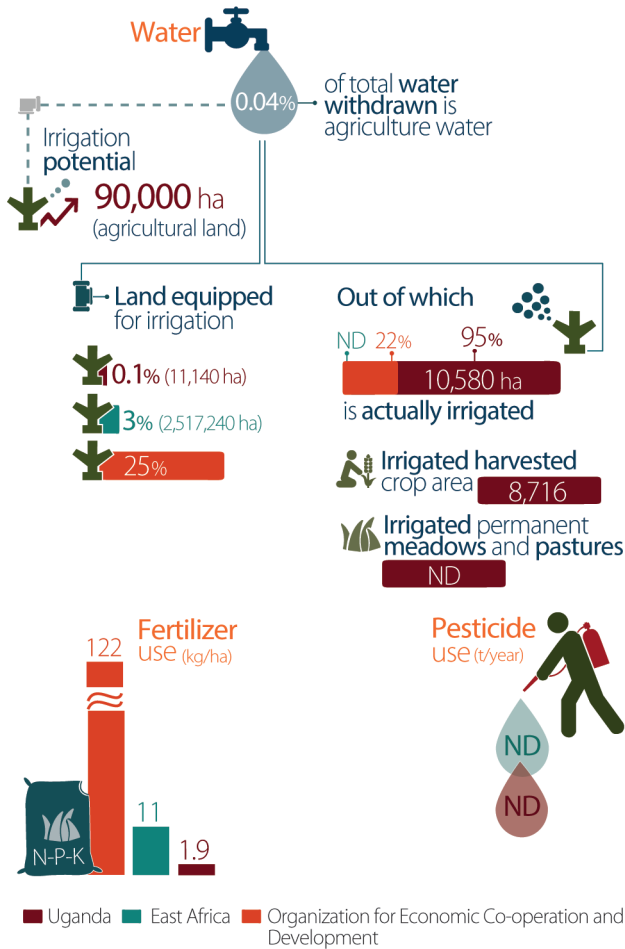 Water
0.04%
of total water
withdrawn is
agriculture water
Irrigation
potential
90,000 ha
(agricultural land)
Land equipped
for irrigation
0.1% (11,140 ha)
3% (2,517,240 ha)
25%
Out of which
ND 22% 95%
10,580 ha
is actually irrigated
Irrigated harvested
crop area
8,716
Irrigated permanent
meadows and pastures
ND
Fertilizer
use (kg/ha)
122
11
1.9
N-P-K
Pesticide
use (t/year)
ND
ND
Uganda
East Africa
Organization for Economic Co-operation and
Development